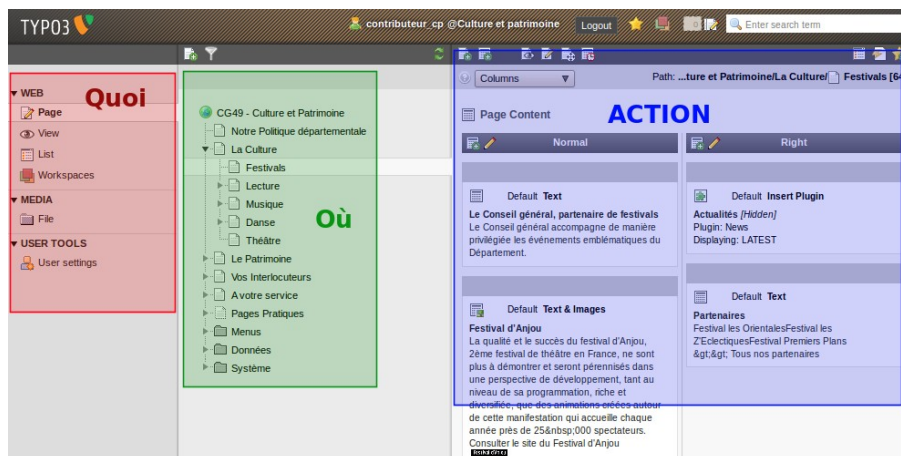 TYPO3
contributeur_cp @Culture et patrimoine
Logout
Enter search term
Quoi
WEB
Page
View
List
Workspaces
MEDIA
File
USER TOOLS
User settings
Où
CG49 - Culture et Patrimoine
Notre Politique départementale
La Culture
Festivals
Lecture
Musique
Danse
Théâtre
Le Patrimoine
Vos Interlocuteurs
A votre service
Pages Pratiques
Menus
Données
Système
Columns
Path: ...ture et Patrimoine/La Culture/ Festivals [64
ACTION
Page Content
Normal
Default Text
Le Conseil général, partenaire de festivals
Le Conseil général accompagne de manière
privilégiée les événements emblématiques du
Département.
Default Text & Images
Festival d'Anjou
La qualité et le succès du festival d'Anjou,
2ème festival de théâtre en France, ne sont
plus à démontrer et seront pérennisés dans
une perspective de développement, tant au
niveau de sa programmation, riche et
diversifiée, que des animations créées autour
de cette manifestation qui accueille chaque
année près de 25&nbsp;000 spectateurs.
Consulter le site du Festival d'Anjou
Right
Default Insert Plugin
Actualités [Hidden]
Plugin: News
Displaying: LATEST
Default Text
Partenaires
Festival les OrientalesFestival les
Z'EclectiquesFestival Premiers Plans
&gt;&gt; Tous nos partenaires